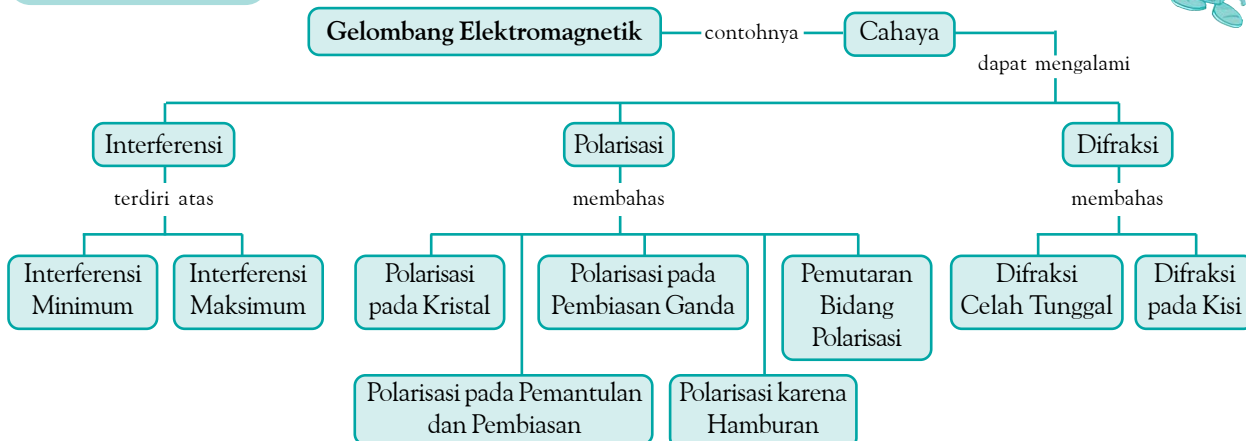 Gelombang Elektromagnetik
contohnya
Cahaya
dapat mengalami
Interferensi
Polarisasi
Difraksi
terdiri atas
membahas
membahas
Interferensi
Minimum
Interferensi
Maksimum
Polarisasi
pada Kristal
Polarisasi pada
Pembiasan Ganda
Pemutaran
Bidang
Polarisasi
Difraksi
Celah Tunggal
Difraksi
pada Kisi
Polarisasi pada Pemantulan
dan Pembiasan
Polarisasi karena
Hamburan